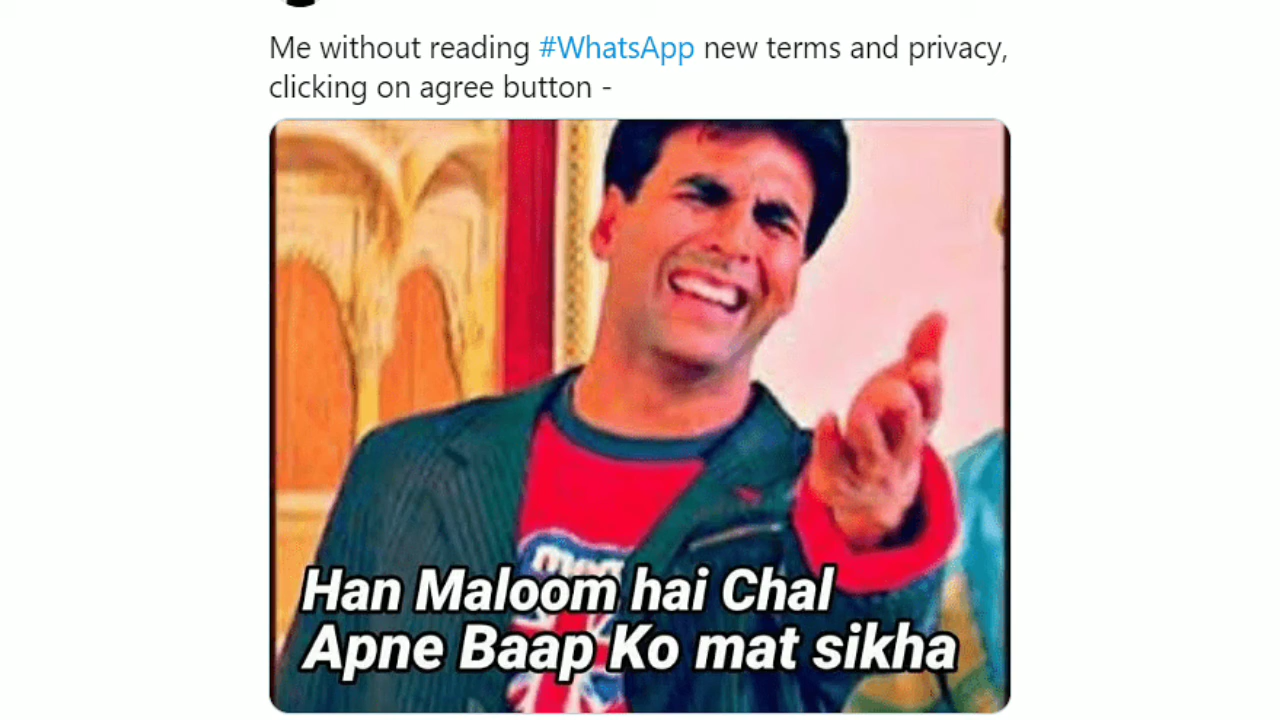 Me without reading #WhatsApp new terms and privacy,
clicking on agree button -
Han Maloom hai Chal
Apne Baap Ko mat sikha